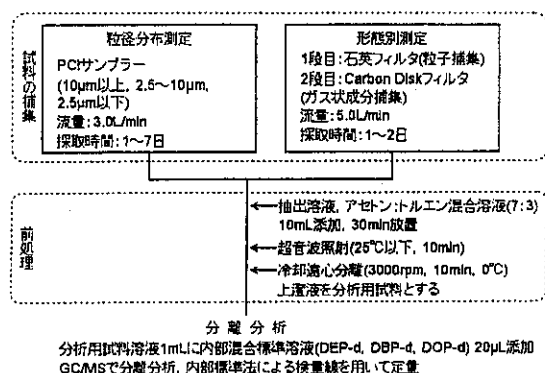 試料の捕集
粒径分布測定
PCIサンプラー
(10μm以上, 2.5～10μm,
2.5μm以下)
流量:3.0L/min
採取時間:1～7日
形態別測定
1段目:石英フィルタ(粒子捕集)
2段目:Carbon Diskフィルタ
(ガス状成分捕集)
流量:5.0L/min
採取時間:1～2日
前処理
抽出溶液, アセトン:トルエン混合溶液(7:3)
10mL添加, 30min放置
超音波照射(25℃以下, 10min)
冷却遠心分離(3000rpm, 10min, 0℃)
上澄液を分析用試料とする
分離分析
分析用試料溶液1mLに内部混合標準溶液(DEP-d, DBP-d, DOP-d) 20μL添加
GC/MSで分離分析, 内部標準法による検量線を用いて定量